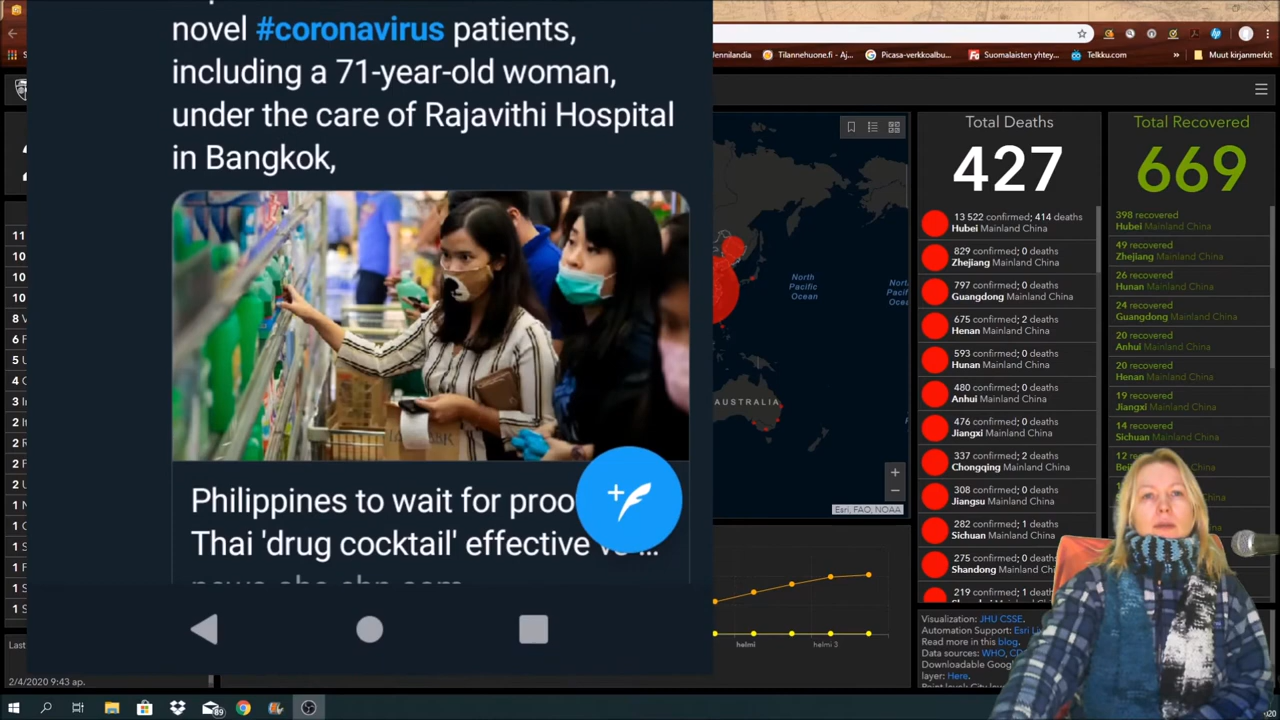 novel #coronavirus patients,
including a 71-year-old woman,
under the care of Rajavithi Hospital
in Bangkok,
Philippines to wait for
Thai 'drug cocktail' effective
Tilannehuone.fi - Aj...
Picasa-verkkoalbu...
Suomalaisten yhtey...
Telkku.com
»
Muut kirjanmerkit
North
Pacific
Ocean
AUSTRALIA
+
−
Esri, FAO, NOAA
helmi
helmi 3
Total Deaths
427
13 522 confirmed; 414 deaths
Hubei Mainland China
829 confirmed; 0 deaths
Zhejiang Mainland China
797 confirmed; 0 deaths
Guangdong Mainland China
675 confirmed; 2 deaths
Henan Mainland China
593 confirmed; 0 deaths
Hunan Mainland China
480 confirmed; 0 deaths
Anhui Mainland China
476 confirmed; 0 deaths
Jiangxi Mainland China
337 confirmed; 2 deaths
Chongqing Mainland China
308 confirmed; 0 deaths
Jiangsu Mainland China
282 confirmed; 1 deaths
Sichuan Mainland China
275 confirmed; 0 deaths
Shandong Mainland China
219 confirmed; 1 deaths
Total Recovered
669
398 recovered
Hubei Mainland China
49 recovered
Zhejiang Mainland China
26 recovered
Hunan Mainland China
24 recovered
Guangdong Mainland China
20 recovered
Anhui Mainland China
20 recovered
Henan Mainland China
19 recovered
Jiangxi Mainland China
14 recovered
Sichuan Mainland China
Visualization: JHU CSSE.
Automation Support: Esri
Read more in this blog.
Data sources: WHO,
Downloadable
layer: Here.
2/4/2020 9:43 ap.
89